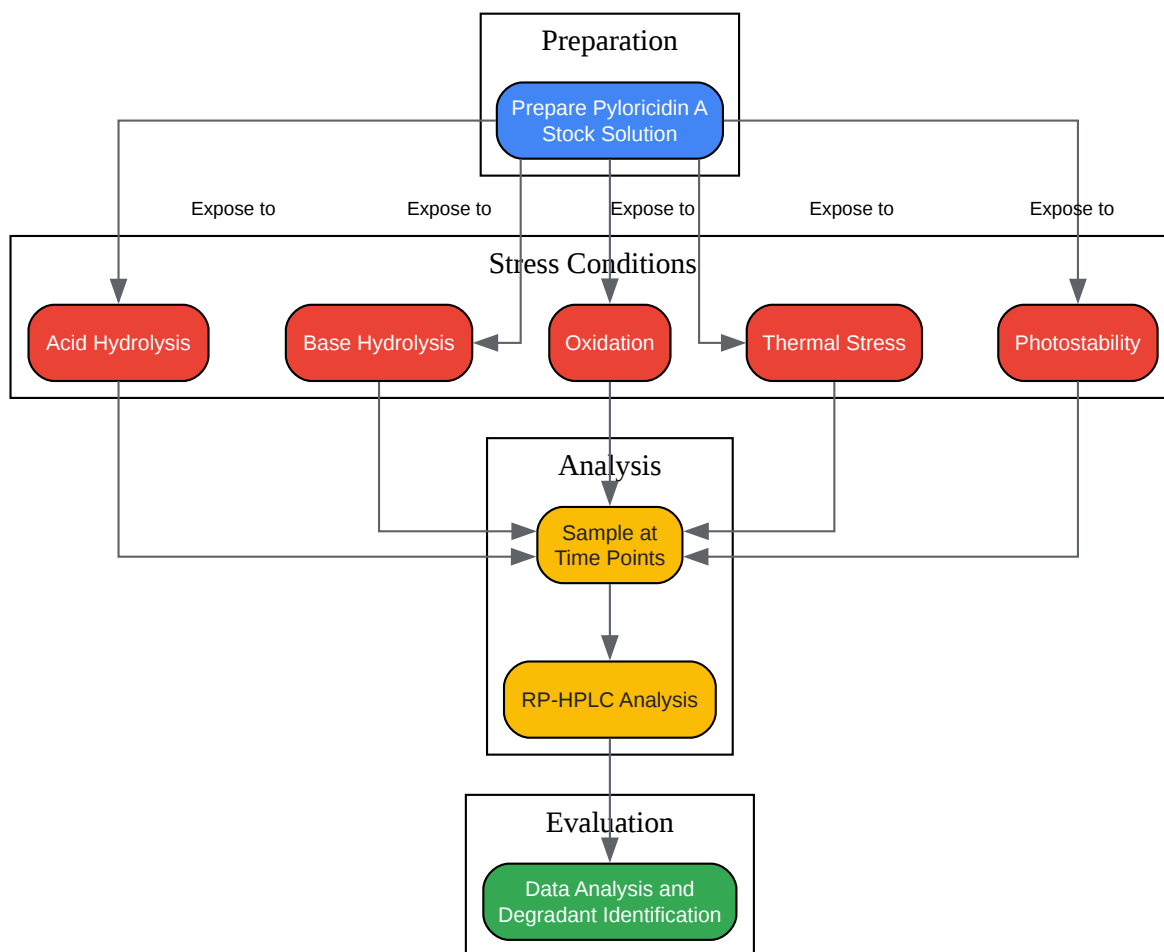 Preparation
Prepare Pyloricidin A
Stock Solution
Expose to
Expose to
Expose to
Expose to
Expose to
Stress Conditions
Acid Hydrolysis
Base Hydrolysis
Oxidation
Thermal Stress
Photostability
Analysis
Sample at
Time Points
RP-HPLC Analysis
Evaluation
Data Analysis and
Degradant Identification